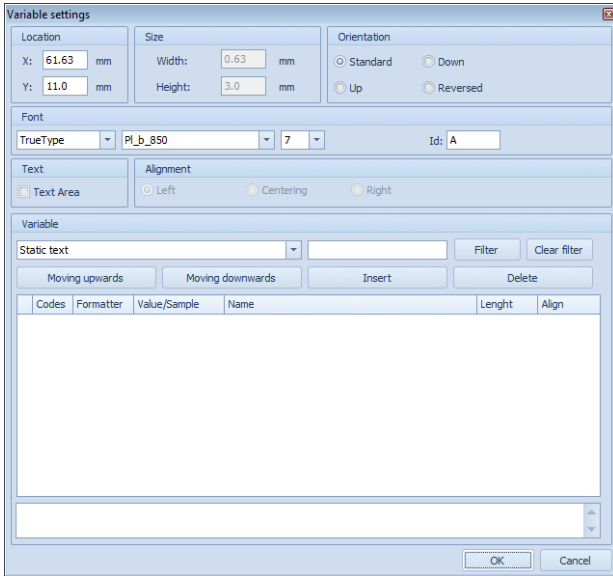 Variable settings
Location Size Orientation
X: 61.63 mm Width: 0.63 mm Standard Down
Y: 11.0 mm Height: 3.0 mm Up Reversed
Font
TrueType Pl_b_850 7 Id: A
Text Alignment
Text Area Left Centering Right
Variable
Static text Filter Clear filter
Moving upwards Moving downwards Insert Delete
Codes Formatter Value/Sample Name Lenght Align
OK Cancel